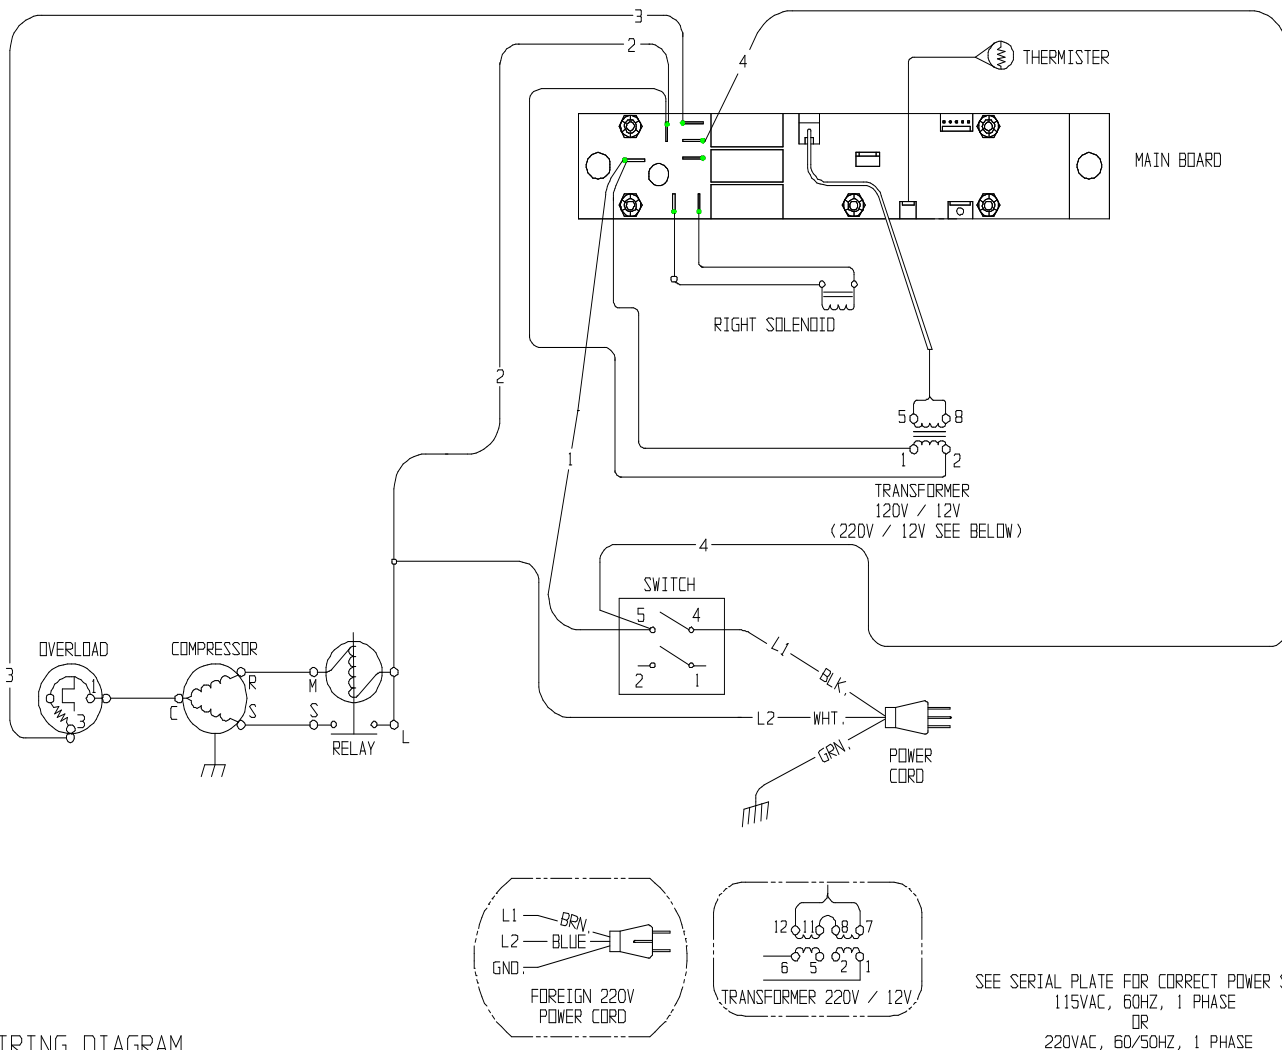 3
2
4
THERMISTER
MAIN BOARD
RIGHT SOLENOID
2
5 8
1
1 2
TRANSFORMER
120V / 12V
(220V / 12V SEE BELOW)
4
SWITCH
5 4
2 1
L1 BLK.
L2 WHT.
GRN.
POWER
CORD
OVERLOAD
COMPRESSOR
3
1
3
C
R
S
M
S
L
RELAY
L1 BRN.
L2 BLUE
GND.
FOREIGN 220V
POWER CORD
12 11 8 7
6 5 2 1
TRANSFORMER 220V / 12V
SEE SERIAL PLATE FOR CORRECT POWER
115VAC, 60HZ, 1 PHASE
OR
220VAC, 60/50HZ, 1 PHASE
IRING DIAGRAM